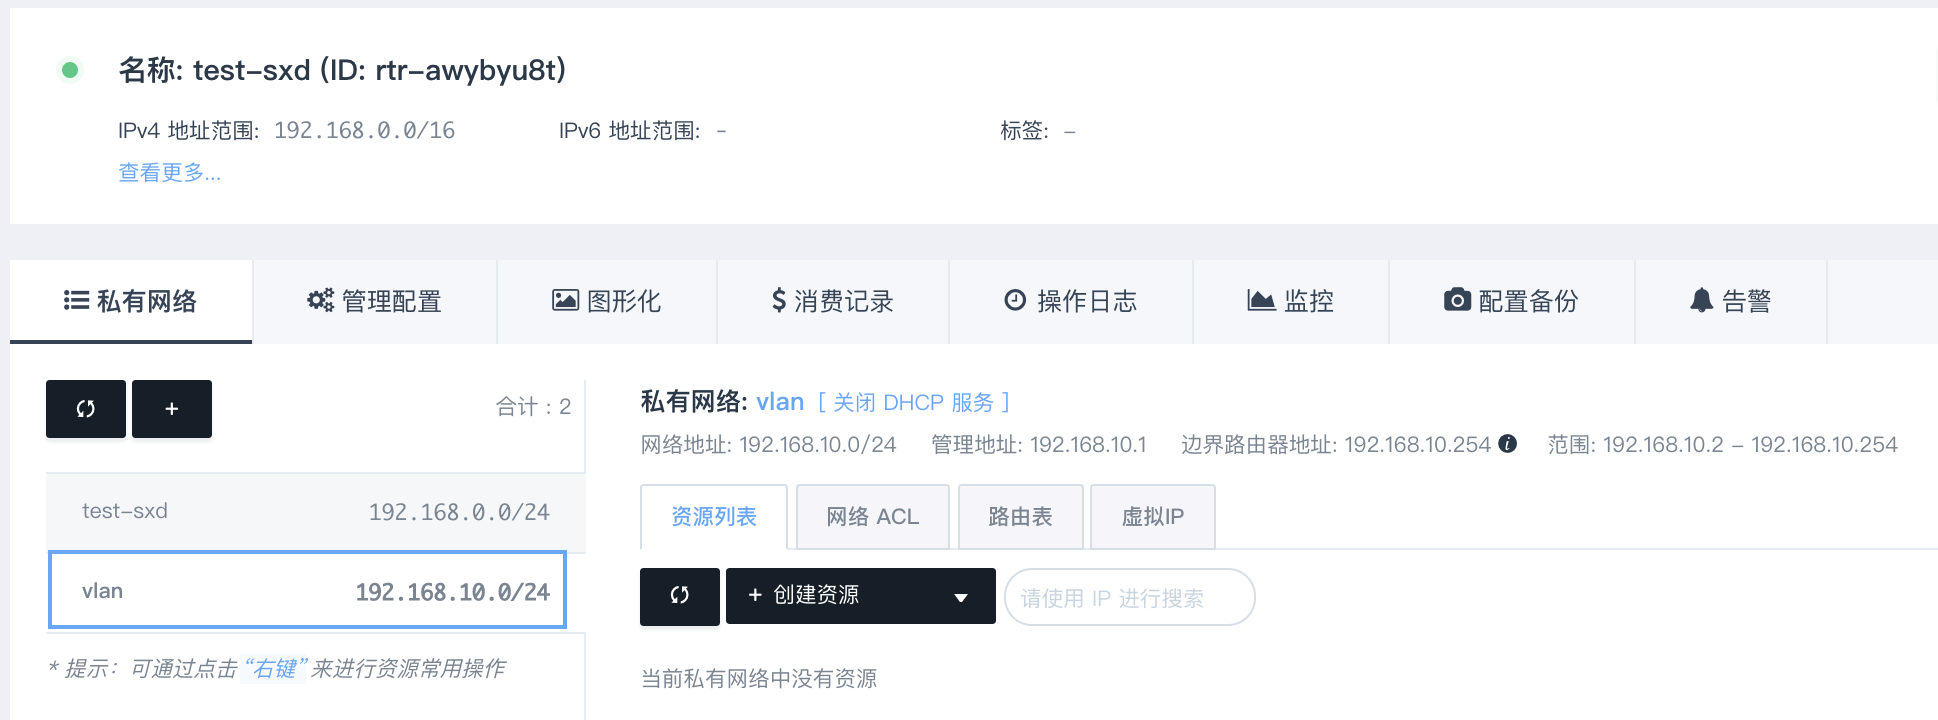 名称: test-sxd (ID: rtr-awybyu8t)
IPv4 地址范围: 192.168.0.0/16 IPv6 地址范围: - 标签: -
查看更多...
私有网络 管理配置 图形化 消费记录 操作日志 监控 配置备份 告警
合计 : 2
test-sxd 192.168.0.0/24
vlan 192.168.10.0/24
* 提示: 可通过点击 “右键” 来进行资源常用操作
私有网络: vlan [ 关闭 DHCP 服务 ]
网络地址: 192.168.10.0/24 管理地址: 192.168.10.1 边界路由器地址: 192.168.10.254 范围: 192.168.10.2 - 192.168.10.254
资源列表 网络 ACL 路由表 虚拟IP
+ 创建资源 请使用 IP 进行搜索
当前私有网络中没有资源